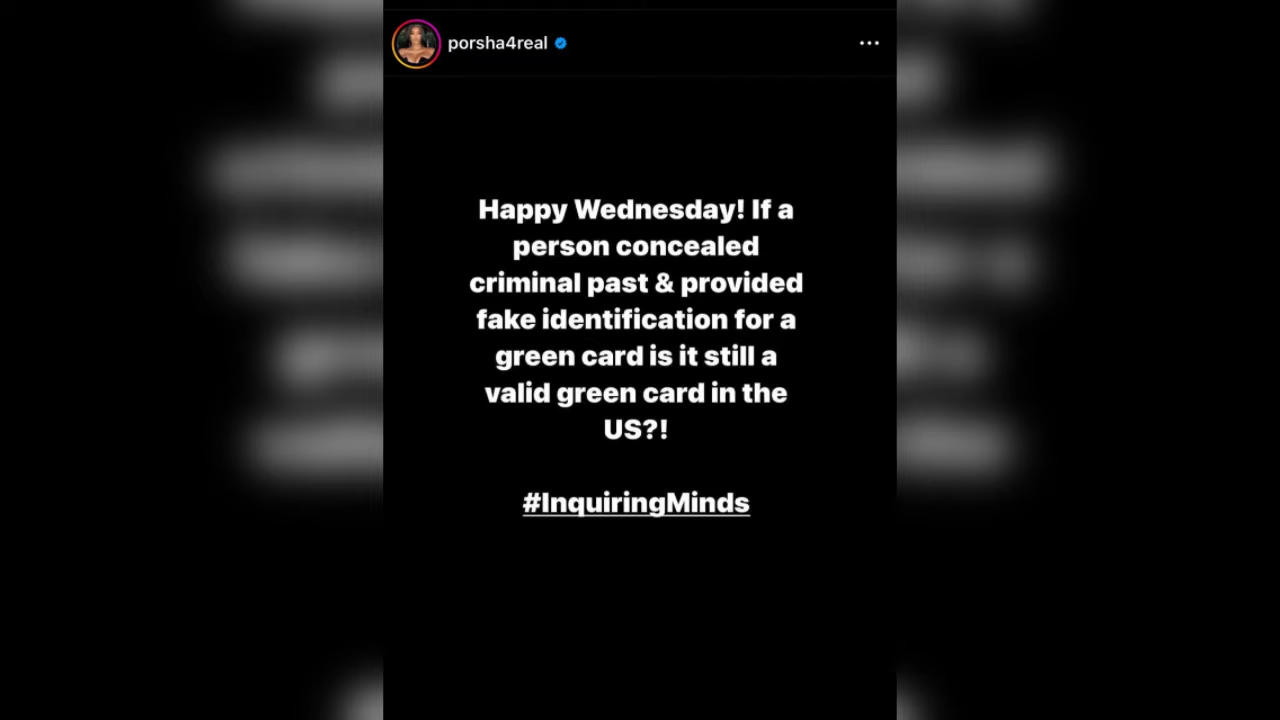 porsha4real
Happy Wednesday! If a
person concealed
criminal past & provided
fake identification for a
green card is it still a
valid green card in the
US?!
#InquiringMinds